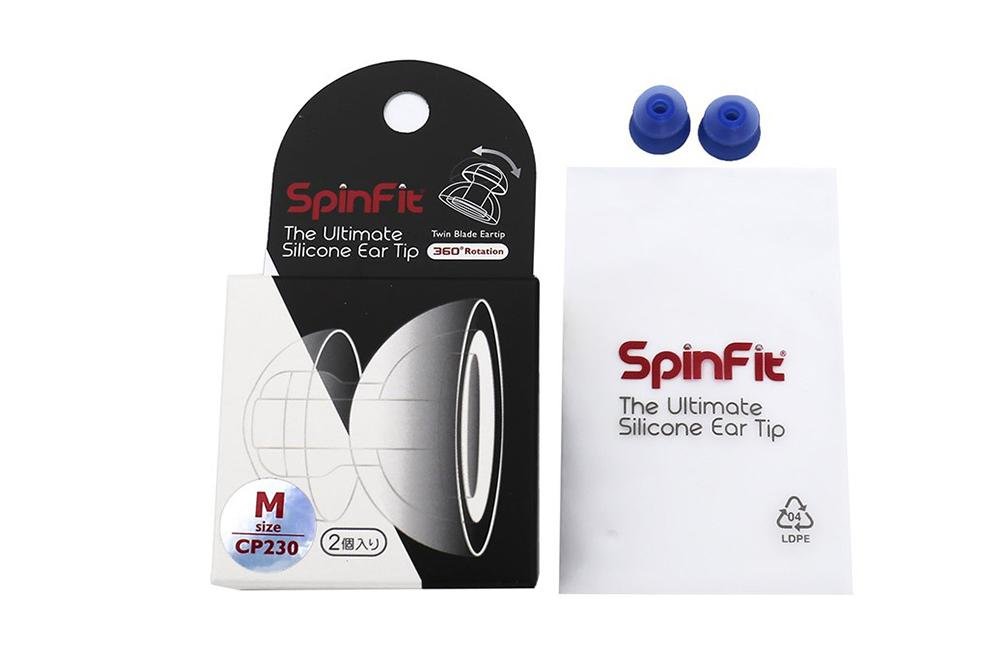 SpinFit®
The Ultimate
Silicone Ear Tip
Twin Blade Eartip
360° Rotation
M
size
CP230
2個入り
SpinFit®
The Ultimate
Silicone Ear Tip
04
LDPE